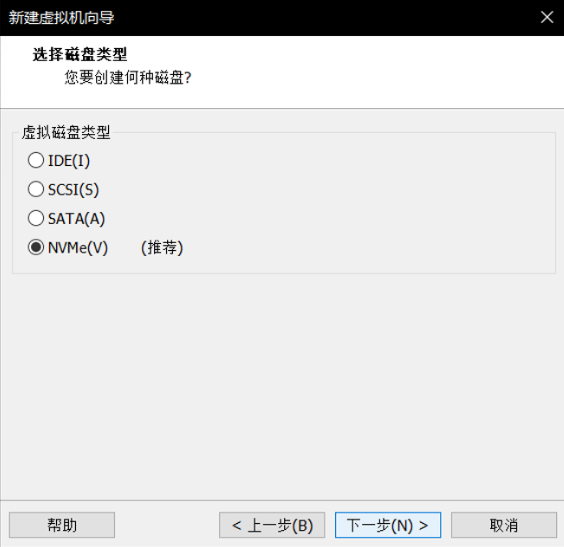 新建虚拟机向导
选择磁盘类型
您要创建何种磁盘?
虚拟磁盘类型
IDE(I)
SCSI(S)
SATA(A)
NVMe(V) (推荐)
帮助 < 上一步(B) 下一步(N) > 取消